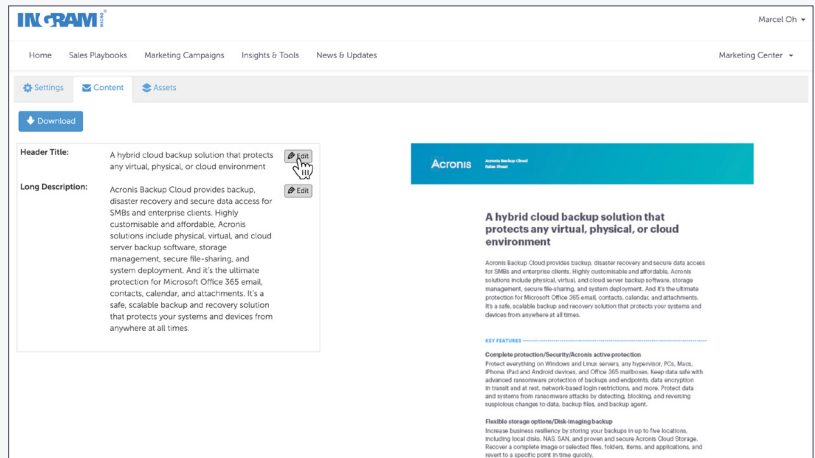 INGRAM MICRO®
Marcel Oh
Home Sales Playbooks Marketing Campaigns Insights & Tools News & Updates Marketing Center
Settings Content Assets
Download
Header Title:
A hybrid cloud backup solution that protects
any virtual, physical, or cloud environment
Edit
Long Description:
Acronis Backup Cloud provides backup,
disaster recovery and secure data access for
SMBs and enterprise clients. Highly
customisable and affordable, Acronis
solutions include physical, virtual, and cloud
server backup software, storage
management, secure file-sharing, and
system deployment. And it's the ultimate
protection for Microsoft Office 365 email,
contacts, calendar, and attachments. It's a
safe, scalable backup and recovery solution
that protects your systems and devices from
anywhere at all times.
Edit
Acronis
Acronis Backup Cloud
Sales Sheet
A hybrid cloud backup solution that
protects any virtual, physical, or cloud
environment
Acronis Backup Cloud provides backup, disaster recovery and secure data access
for SMBs and enterprise clients. Highly customisable and affordable, Acronis
solutions include physical, virtual, and cloud server backup software, storage
management, secure file-sharing, and system deployment. And it's the ultimate
protection for Microsoft Office 365 email, contacts, calendar, and attachments.
It's a safe, scalable backup and recovery solution that protects your systems and
devices from anywhere at all times.
KEY FEATURES
Complete protection/Security/Acronis active protection
Protect everything on Windows and Linux servers, any hypervisor, PCs, Macs,
iPhone, iPad and Android devices, and Office 365 mailboxes. Keep data safe with
advanced ransomware protection of backups and endpoints, data encryption
in transit and at rest, network-based login restrictions, and more. Protect data
and systems from ransomware attacks by detecting, blocking, and reversing
suspicious changes to data, backup files, and backup agent.
Flexible storage options/Disk-imaging backup
Increase business resiliency by storing your backups in up to five locations,
including local disks, NAS, SAN, and proven and secure Acronis Cloud Storage.
Recover a complete image or selected files, folders, items, and applications, and
revert to a specific point in time quickly.